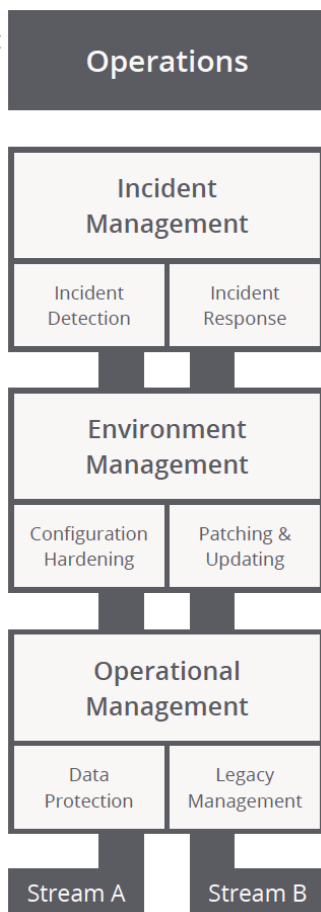 Operations
Incident
Management
Incident
Detection
Incident
Response
Environment
Management
Configuration
Hardening
Patching &
Updating
Operational
Management
Data
Protection
Legacy
Management
Stream A
Stream B